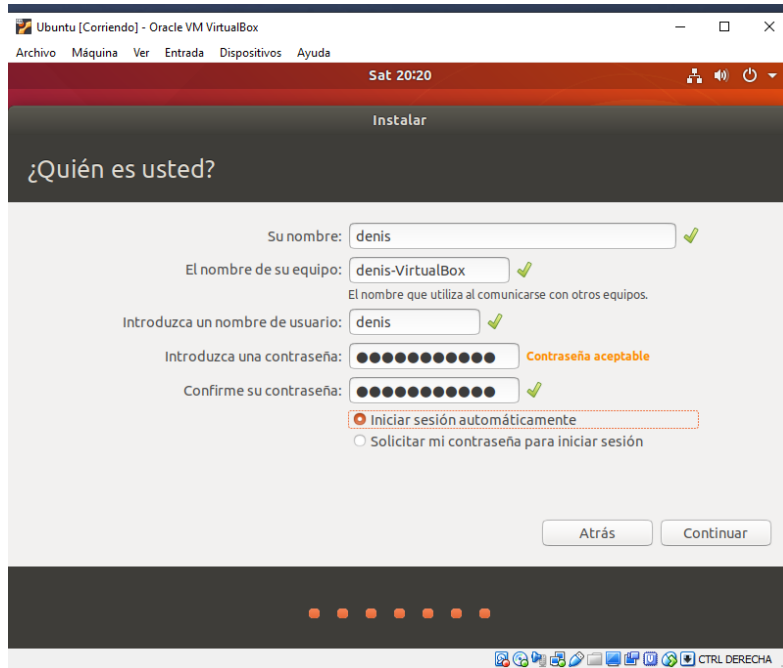 Ubuntu [Corriendo] - Oracle VM VirtualBox
Archivo Máquina Ver Entrada Dispositivos Ayuda
Sat 20:20
Instalar
¿Quién es usted?
Su nombre: denis
El nombre de su equipo: denis-VirtualBox
El nombre que utiliza al comunicarse con otros equipos.
Introduzca un nombre de usuario: denis
Introduzca una contraseña: ●●●●●●●●●●● Contraseña aceptable
Confirme su contraseña: ●●●●●●●●●●●
Iniciar sesión automáticamente
Solicitar mi contraseña para iniciar sesión
Atrás Continuar
CTRL DERECHA